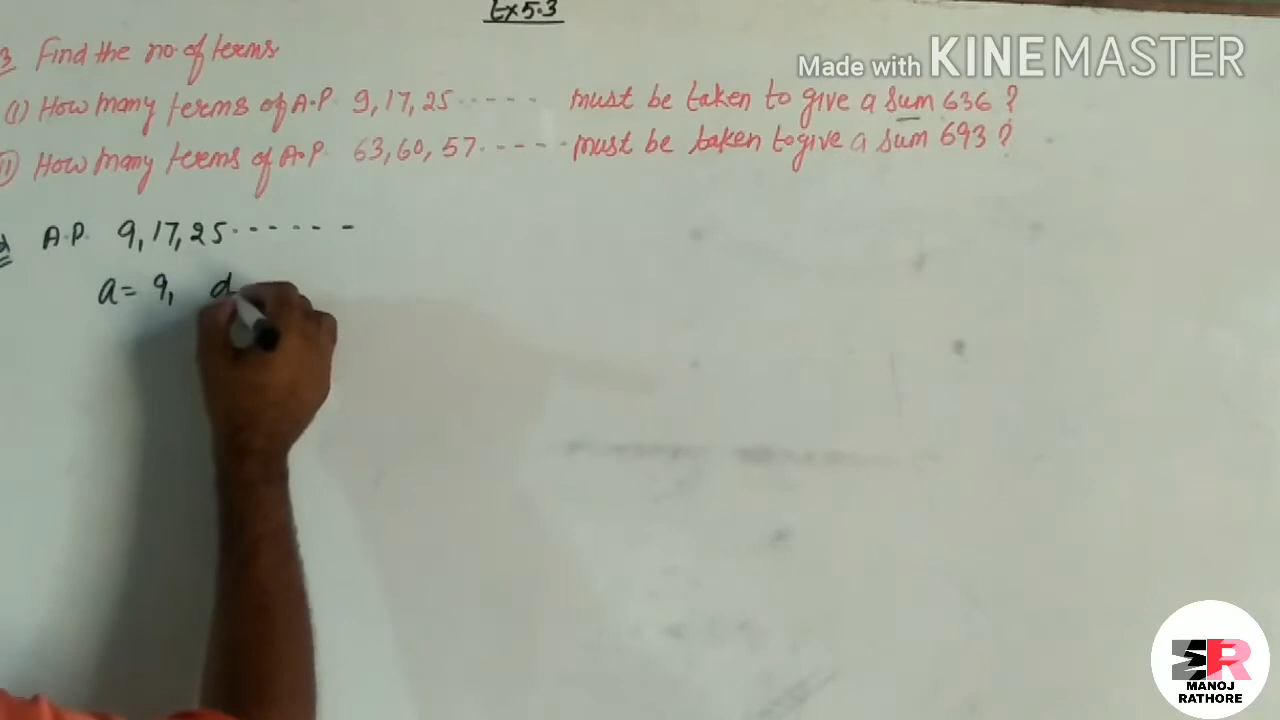 Ex 5.3
Made with KINEMASTER
3 Find the no. of terms
(i) How many terms of A.P. 9, 17, 25 ..... must be taken to give a sum 636 ?
(ii) How many terms of A.P. 63, 60, 57 ..... must be taken to give a sum 693 ?
A.P. 9, 17, 25 ......
a = 9, d
MANOJ
RATHORE